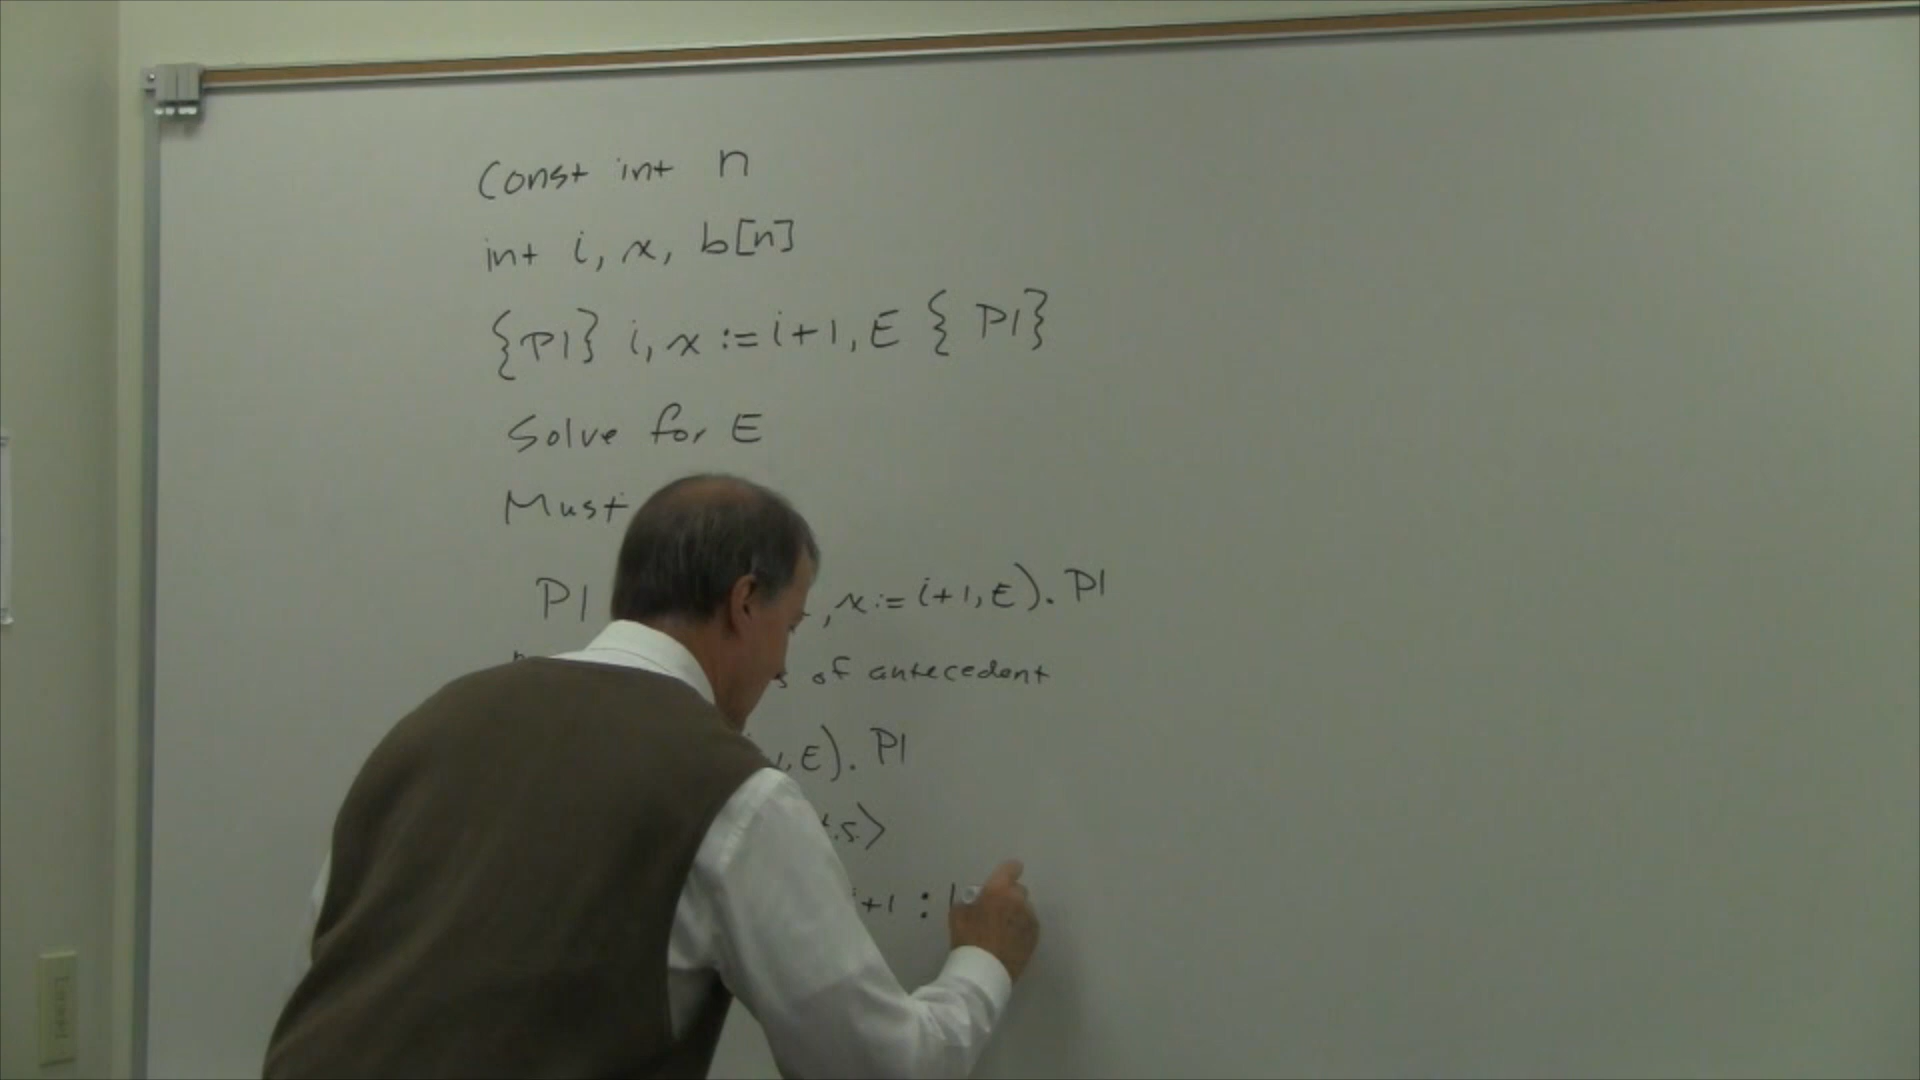 Const int n
int i, x, b[n]
{P1} i, x := i+1, E { P1}
Solve for E
Must
P1 , x := i+1, E). P1
of antecedent
, E). P1
t.s.⟩
i+1 :